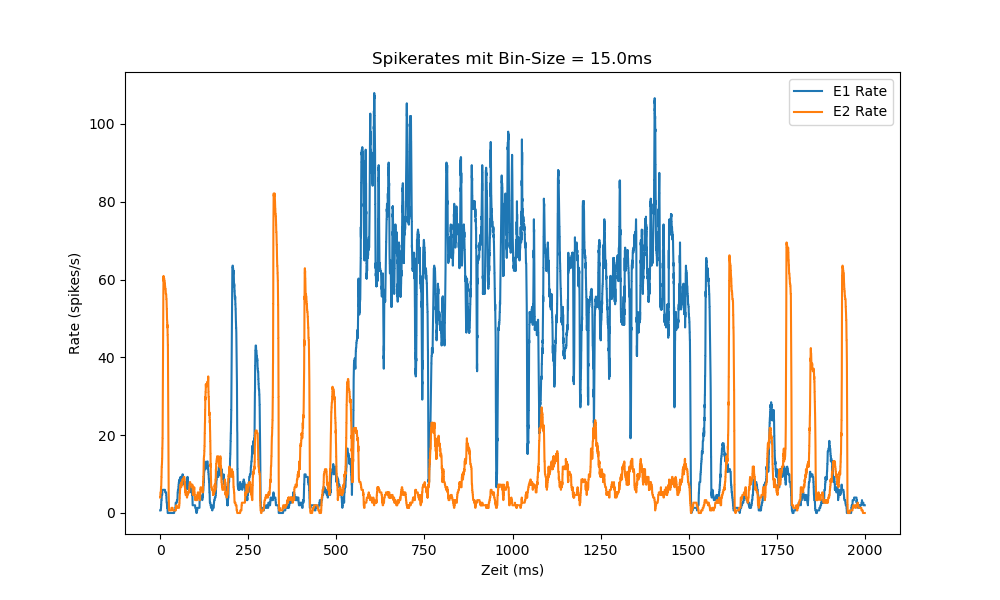 Spikerates mit Bin-Size = 15.0ms
E1 Rate
E2 Rate
Rate (spikes/s)
100
80
60
40
20
0
0 250 500 750 1000 1250 1500 1750 2000
Zeit (ms)